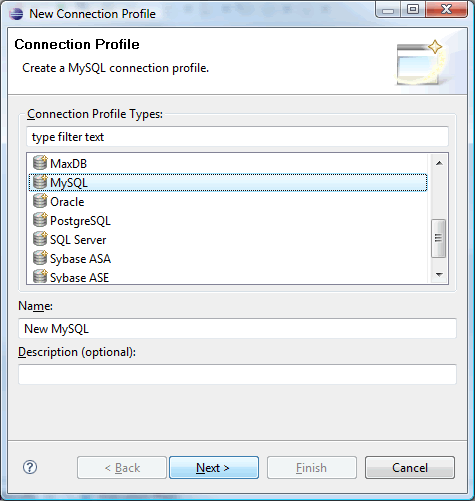 New Connection Profile
Connection Profile
Create a MySQL connection profile.
Connection Profile Types:
type filter text
MaxDB
MySQL
Oracle
PostgreSQL
SQL Server
Sybase ASA
Sybase ASE
Name:
New MySQL
Description (optional):
? < Back Next > Finish Cancel